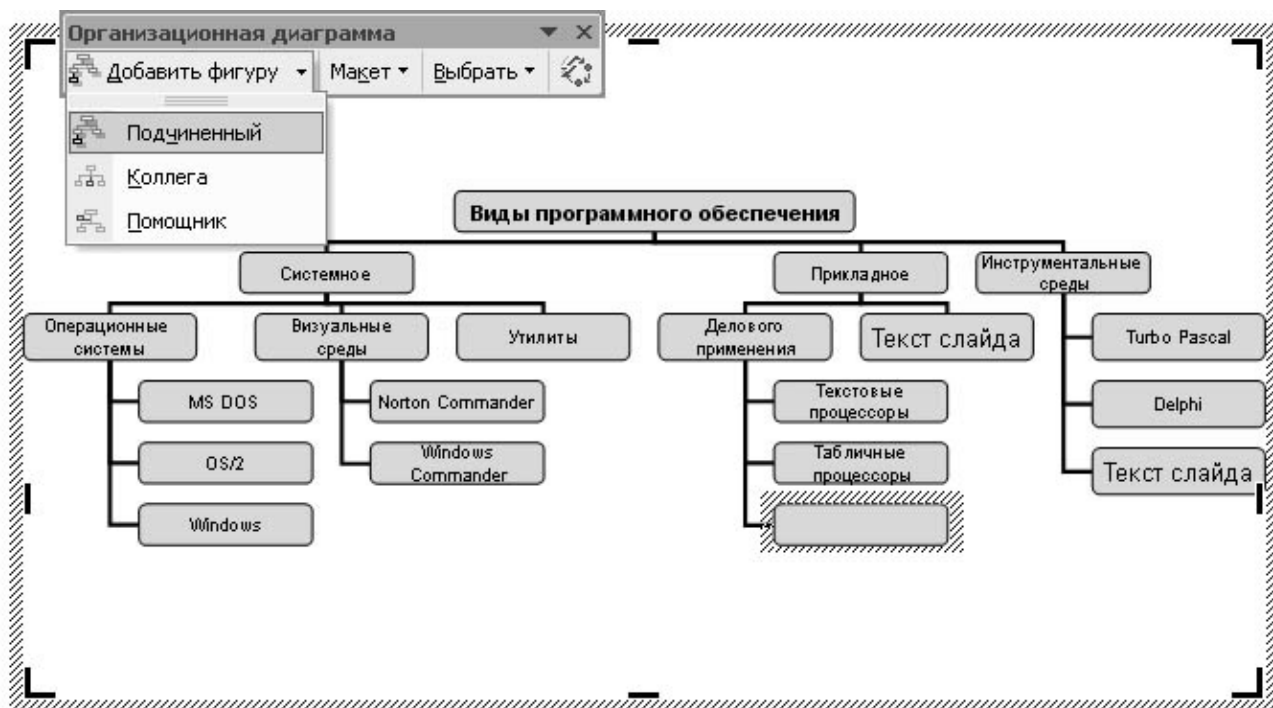 Организационная диаграмма
Добавить фигуру
Макет
Выбрать
Подчиненный
Коллега
Помощник
Виды программного обеспечения
Системное
Прикладное
Инструментальные
среды
Операционные
системы
Визуальные
среды
Утилиты
Делового
применения
Текст слайда
Turbo Pascal
MS DOS
Norton Commander
Текстовые
процессоры
Delphi
OS/2
Windows
Commander
Табличные
процессоры
Текст слайда
Windows